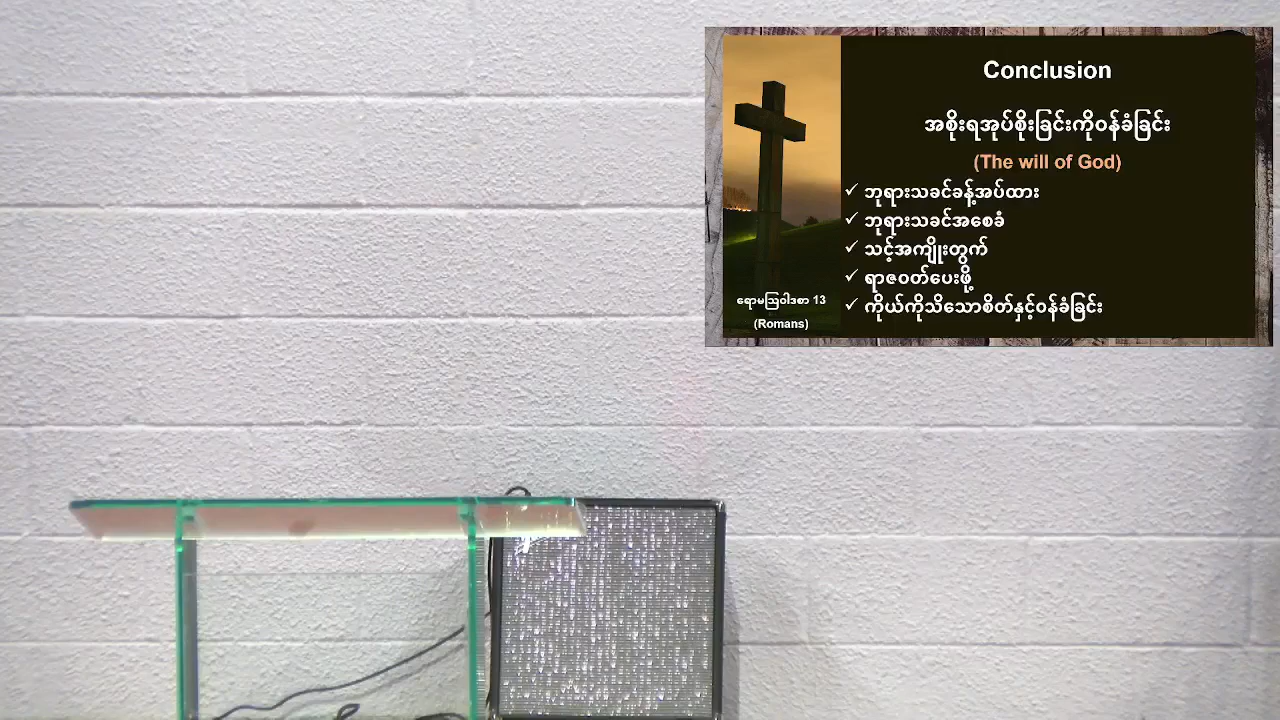 Conclusion
အစိုးရအုပ်စိုးခြင်းကိုဝန်ခံခြင်း
(The will of God)
✓ ဘုရားသခင်ခန့်အပ်ထား
✓ ဘုရားသခင်အစေခံ
✓ သင့်အကျိုးတွက်
✓ ရာဇဝတ်ပေးဖို့
✓ ကိုယ်ကိုသိသောစိတ်နှင့်ဝန်ခံခြင်း
ရောမဩဝါဒစာ 13
(Romans)